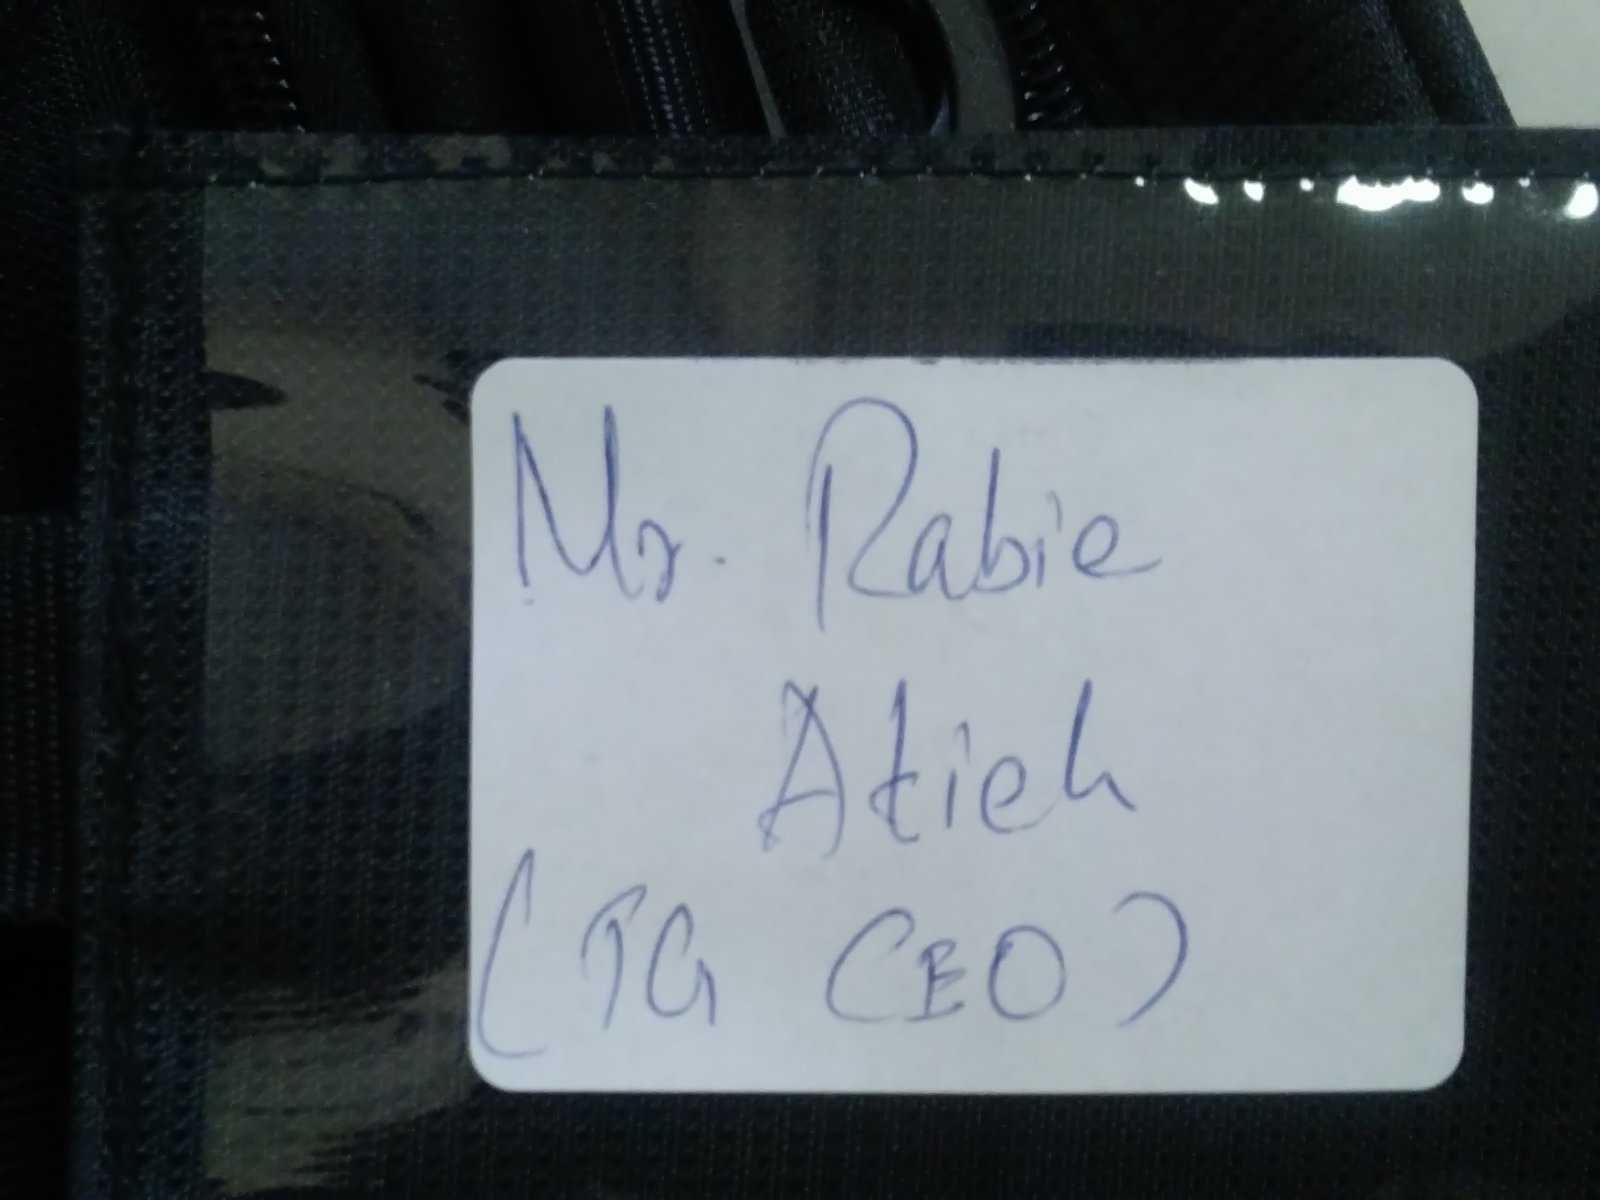 Mr. Rabie
Atieh
(TG CEO)